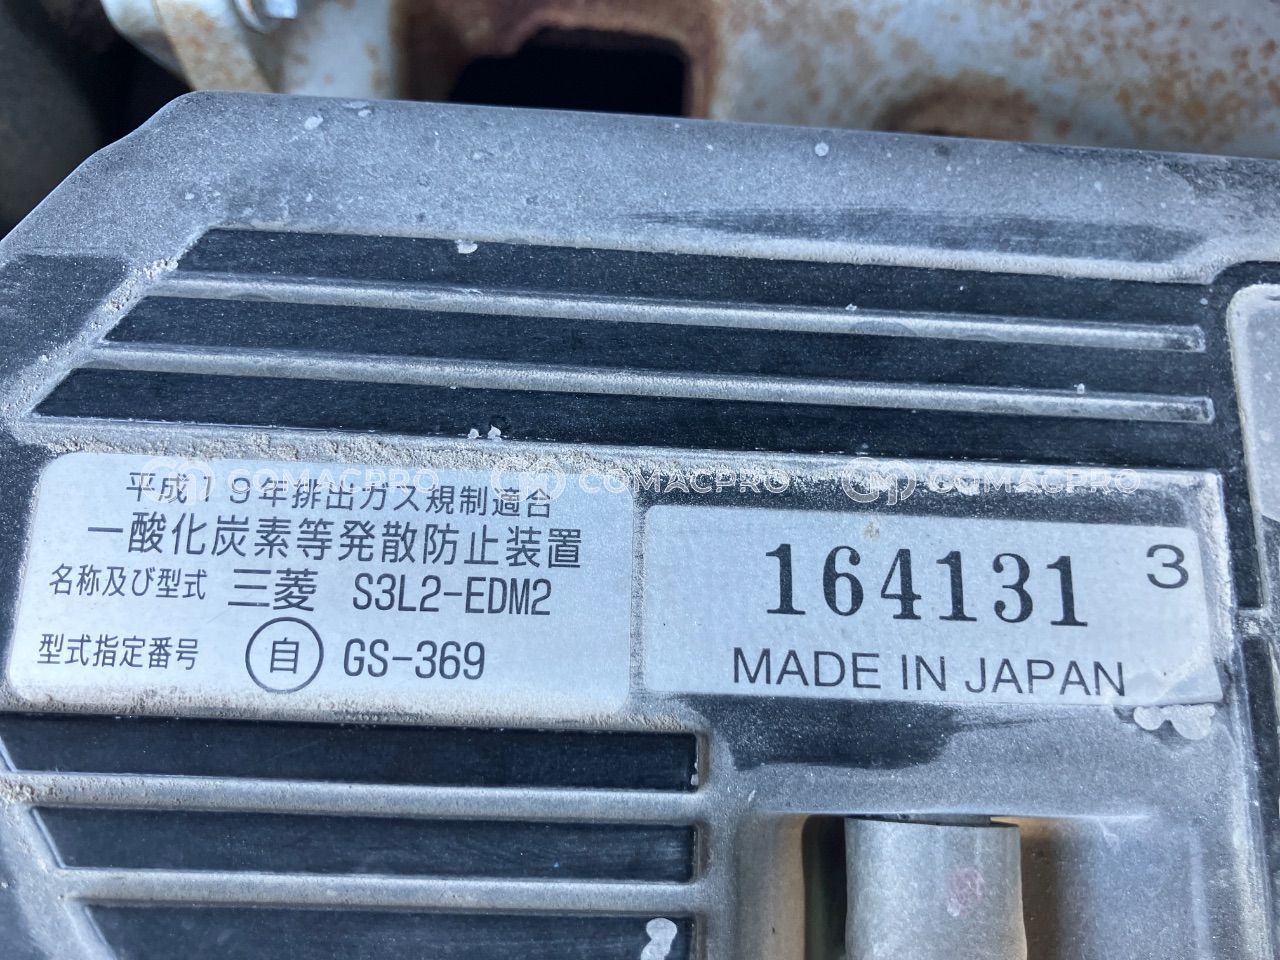 COMACPRO COMACPRO COMACPRO
平成19年排出ガス規制適合
一酸化炭素等発散防止装置
名称及び型式 三菱 S3L2-EDM2
型式指定番号 自 GS-369
164131 3
MADE IN JAPAN